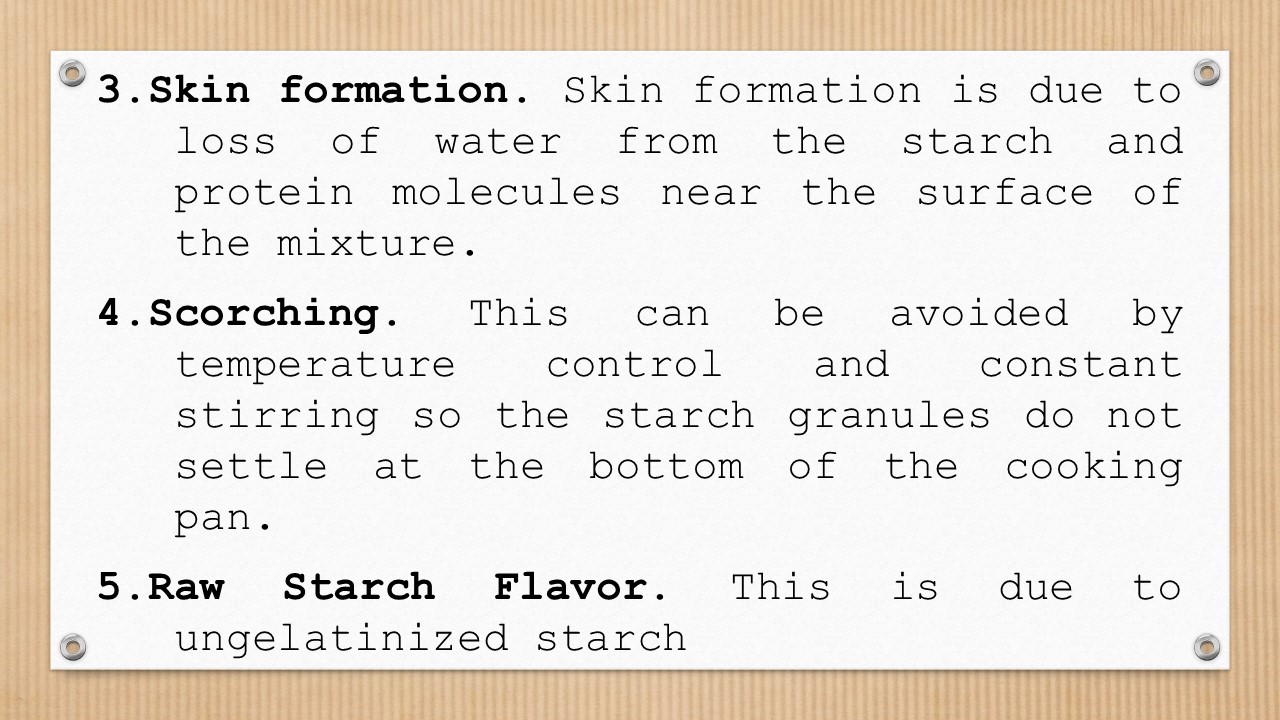 3.Skin formation. Skin formation is due to
loss of water from the starch and
protein molecules near the surface of
the mixture.
4.Scorching. This can be avoided by
temperature control and constant
stirring so the starch granules do not
settle at the bottom of the cooking
pan.
5.Raw Starch Flavor. This is due to
ungelatinized starch